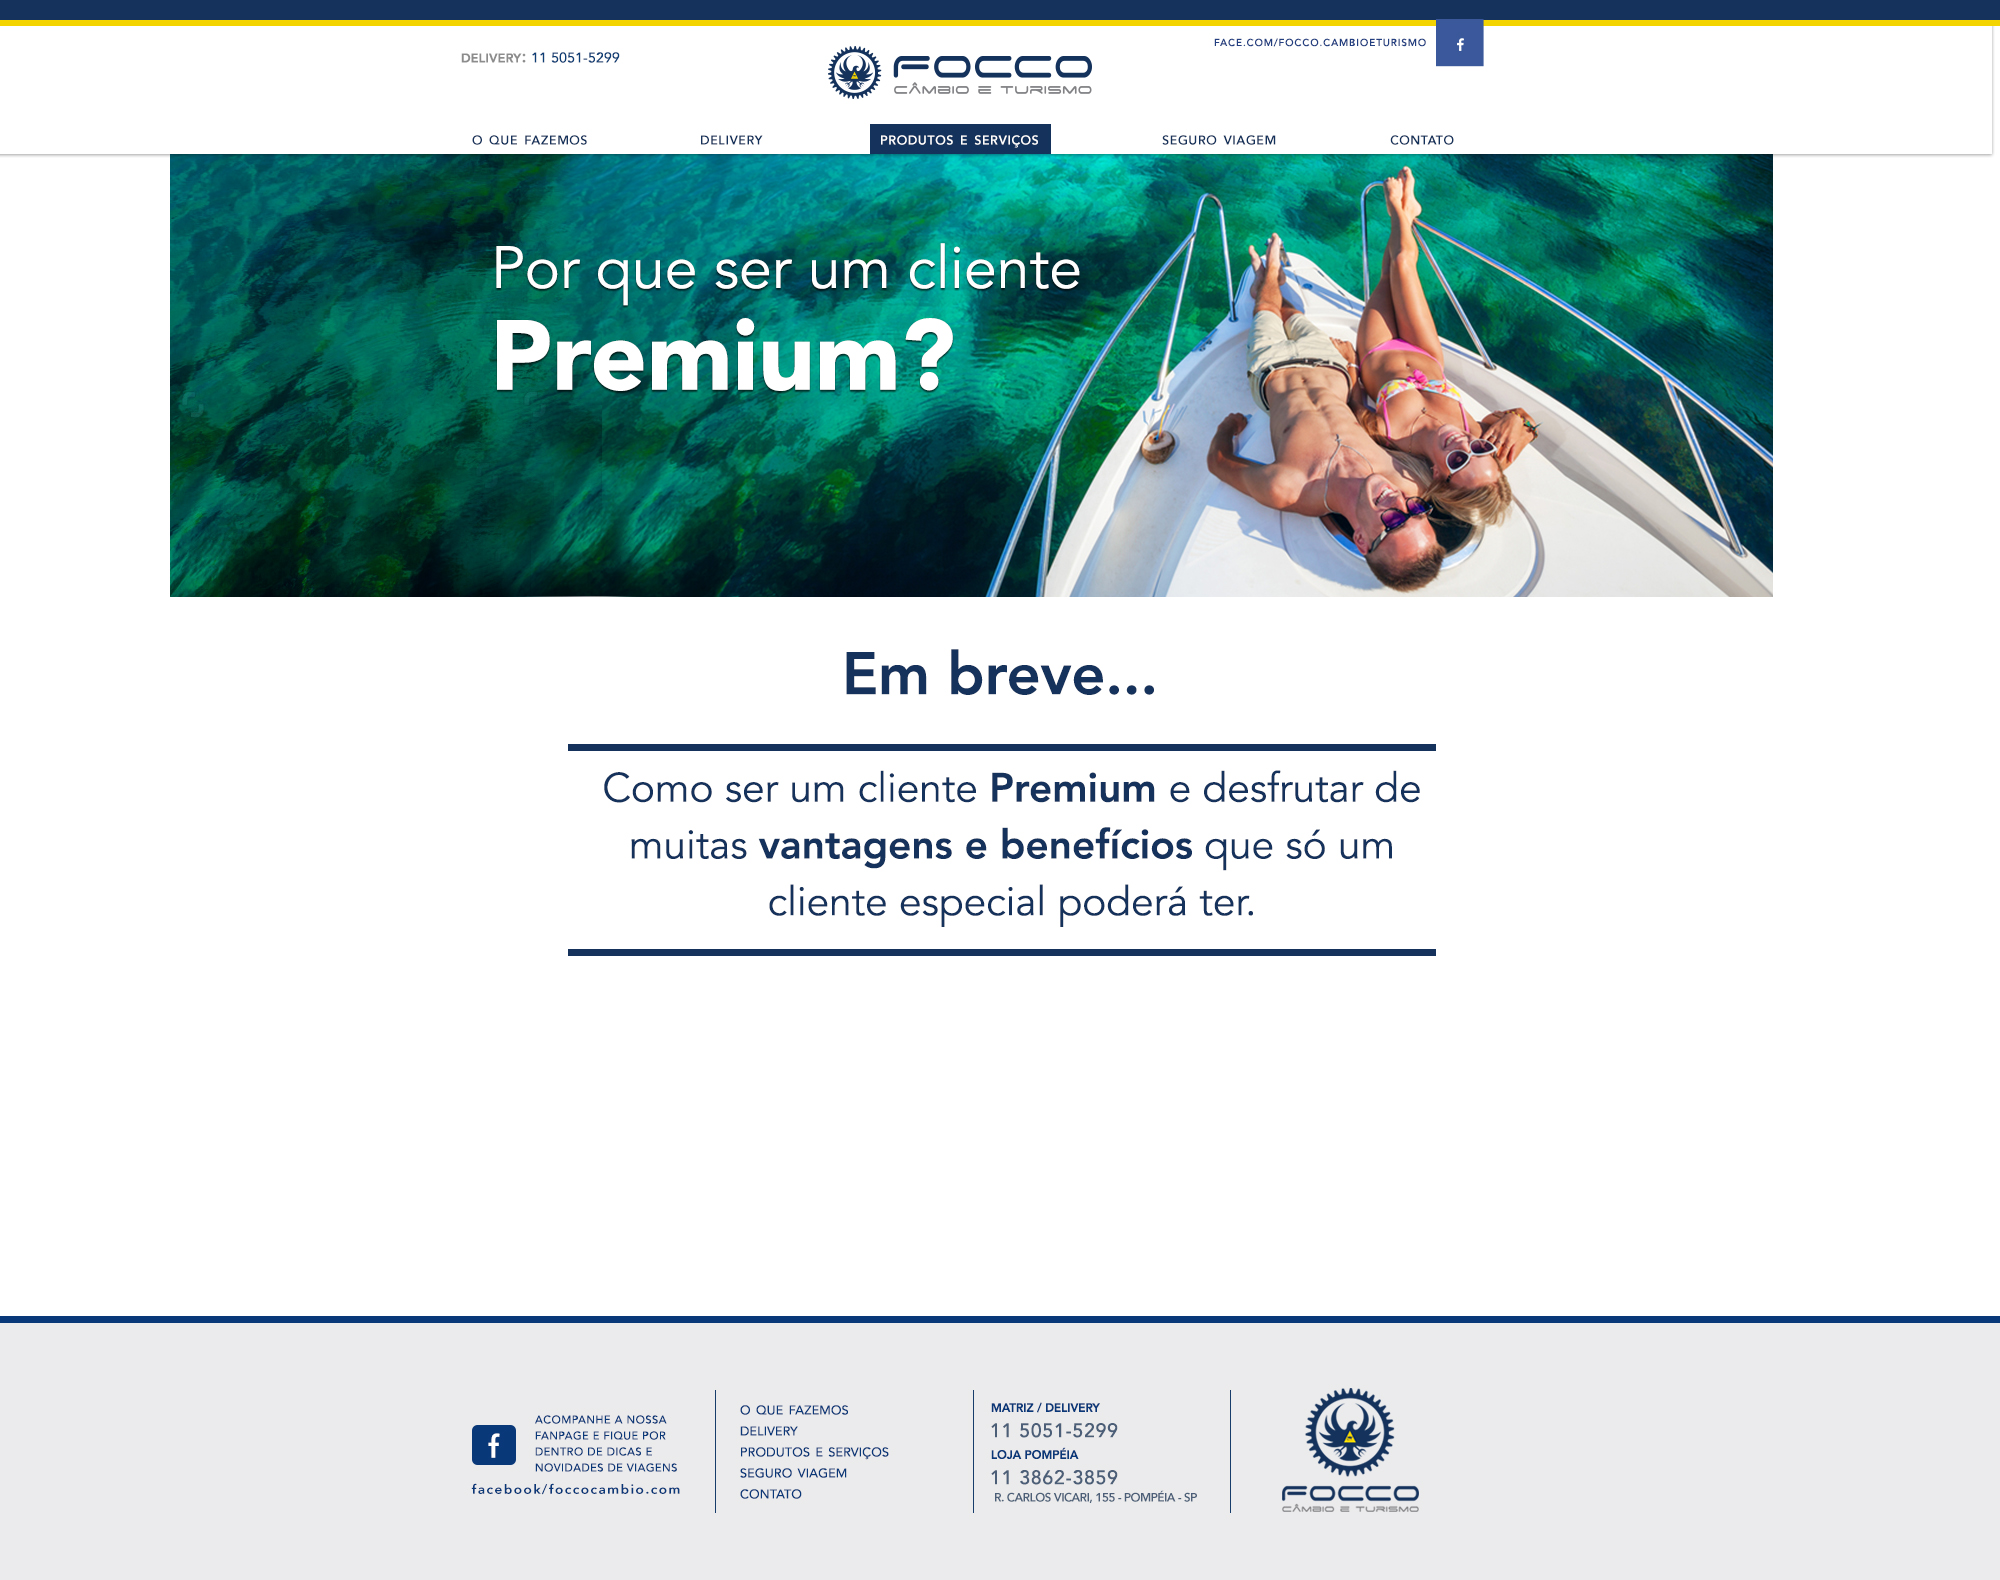 DELIVERY: 11 5051-5299
FOCCO
CÂMBIO E TURISMO
FACE.COM/FOCCO.CAMBIOETURISMO
f
O QUE FAZEMOS
DELIVERY
PRODUTOS E SERVIÇOS
SEGURO VIAGEM
CONTATO
Por que ser um cliente
Premium?
Em breve...
Como ser um cliente Premium e desfrutar de
muitas vantagens e benefícios que só um
cliente especial poderá ter.
f
ACOMPANHE A NOSSA
FANPAGE E FIQUE POR
DENTRO DE DICAS E
NOVIDADES DE VIAGENS
facebook/foccocambio.com
O QUE FAZEMOS
DELIVERY
PRODUTOS E SERVIÇOS
SEGURO VIAGEM
CONTATO
MATRIZ / DELIVERY
11 5051-5299
LOJA POMPÉIA
11 3862-3859
R. CARLOS VICARI, 155 - POMPÉIA - SP
FOCCO
CÂMBIO E TURISMO